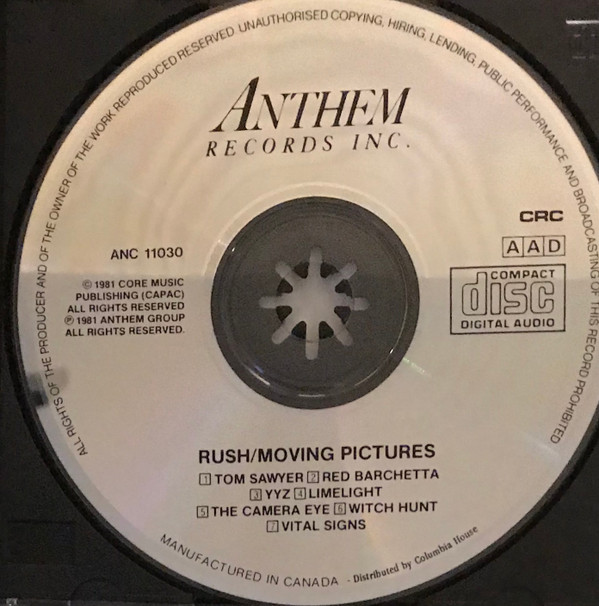 ALL RIGHTS OF THE PRODUCER AND OF THE OWNER OF THE WORK REPRODUCED RESERVED. UNAUTHORISED COPYING, HIRING, LENDING, PUBLIC PERFORMANCE AND BROADCASTING OF THIS RECORD PROHIBITED
ANTHEM
RECORDS INC.
CRC
AAD
ANC 11030
COMPACT
disc
DIGITAL AUDIO
© 1981 CORE MUSIC
PUBLISHING (CAPAC)
ALL RIGHTS RESERVED
℗ 1981 ANTHEM GROUP
ALL RIGHTS RESERVED.
RUSH/MOVING PICTURES
1 TOM SAWYER 2 RED BARCHETTA
3 YYZ 4 LIMELIGHT
5 THE CAMERA EYE 6 WITCH HUNT
7 VITAL SIGNS
MANUFACTURED IN CANADA - Distributed by Columbia House